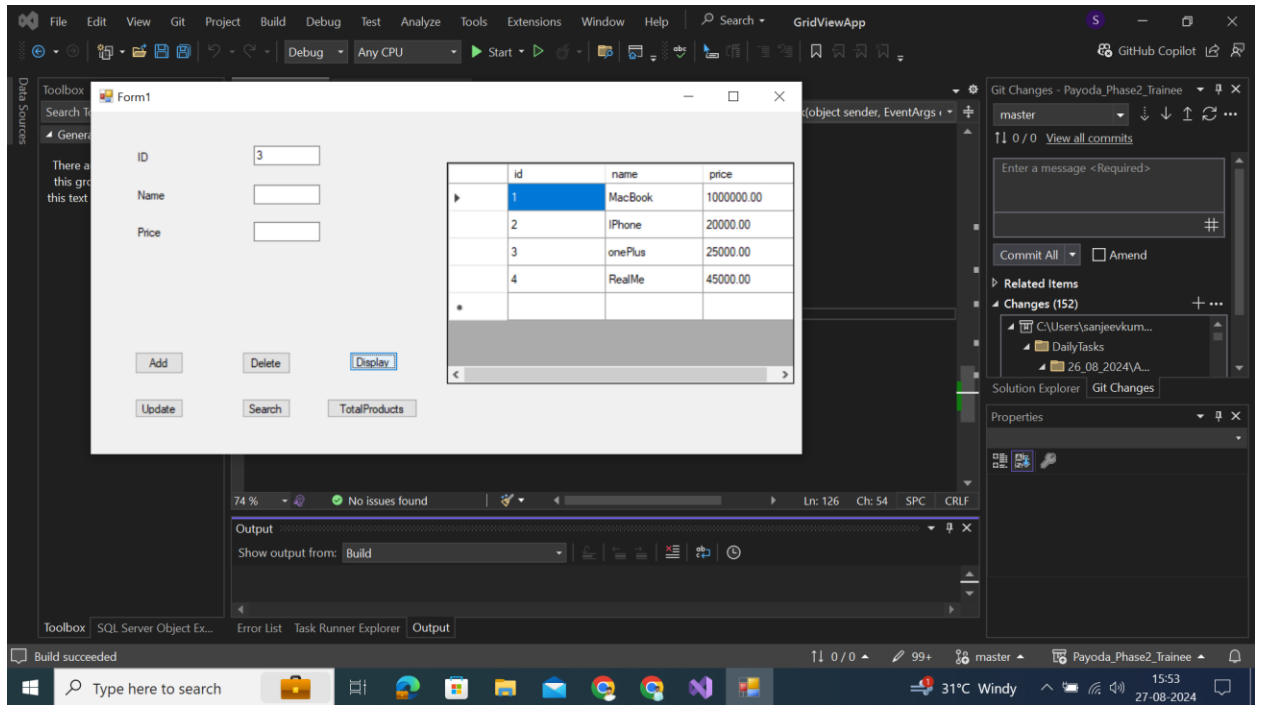 File Edit View Git Project Build Debug Test Analyze Tools Extensions Window Help Search GridViewApp S
Debug Any CPU Start GitHub Copilot
Data Sources
Toolbox
Form1
(object sender, EventArgs
Git Changes - Payoda_Phase2_Trainee
master
0 / 0 View all commits
Enter a message <Required>
Commit All Amend
Related Items
Changes (152)
C:\Users\sanjeevkum...
DailyTasks
26_08_2024\A...
Solution Explorer Git Changes
Properties
ID 3
Name
Price
id name price
1 MacBook 1000000.00
2 IPhone 20000.00
3 onePlus 25000.00
4 RealMe 45000.00
Add Delete Display
Update Search TotalProducts
There
this
this text
74 % No issues found Ln: 126 Ch: 54 SPC CRLF
Output
Show output from: Build
Toolbox SQL Server Object Ex... Error List Task Runner Explorer Output
Build succeeded 0 / 0 99+ master Payoda_Phase2_Trainee
Type here to search 31°C Windy 15:53
27-08-2024